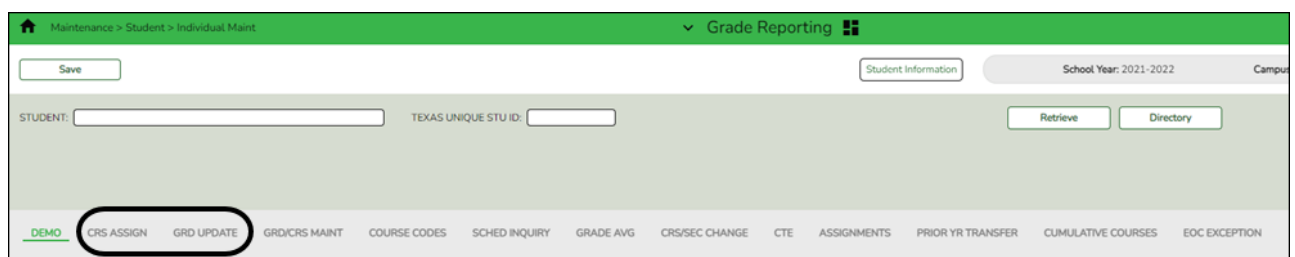 Maintenance > Student > Individual Maint Grade Reporting
Save Student Information School Year: 2021-2022 Campus
STUDENT: TEXAS UNIQUE STU ID: Retrieve Directory
DEMO CRS ASSIGN GRD UPDATE GRD/CRS MAINT COURSE CODES SCHED INQUIRY GRADE AVG CRS/SEC CHANGE CTE ASSIGNMENTS PRIOR YR TRANSFER CUMULATIVE COURSES EOC EXCEPTION